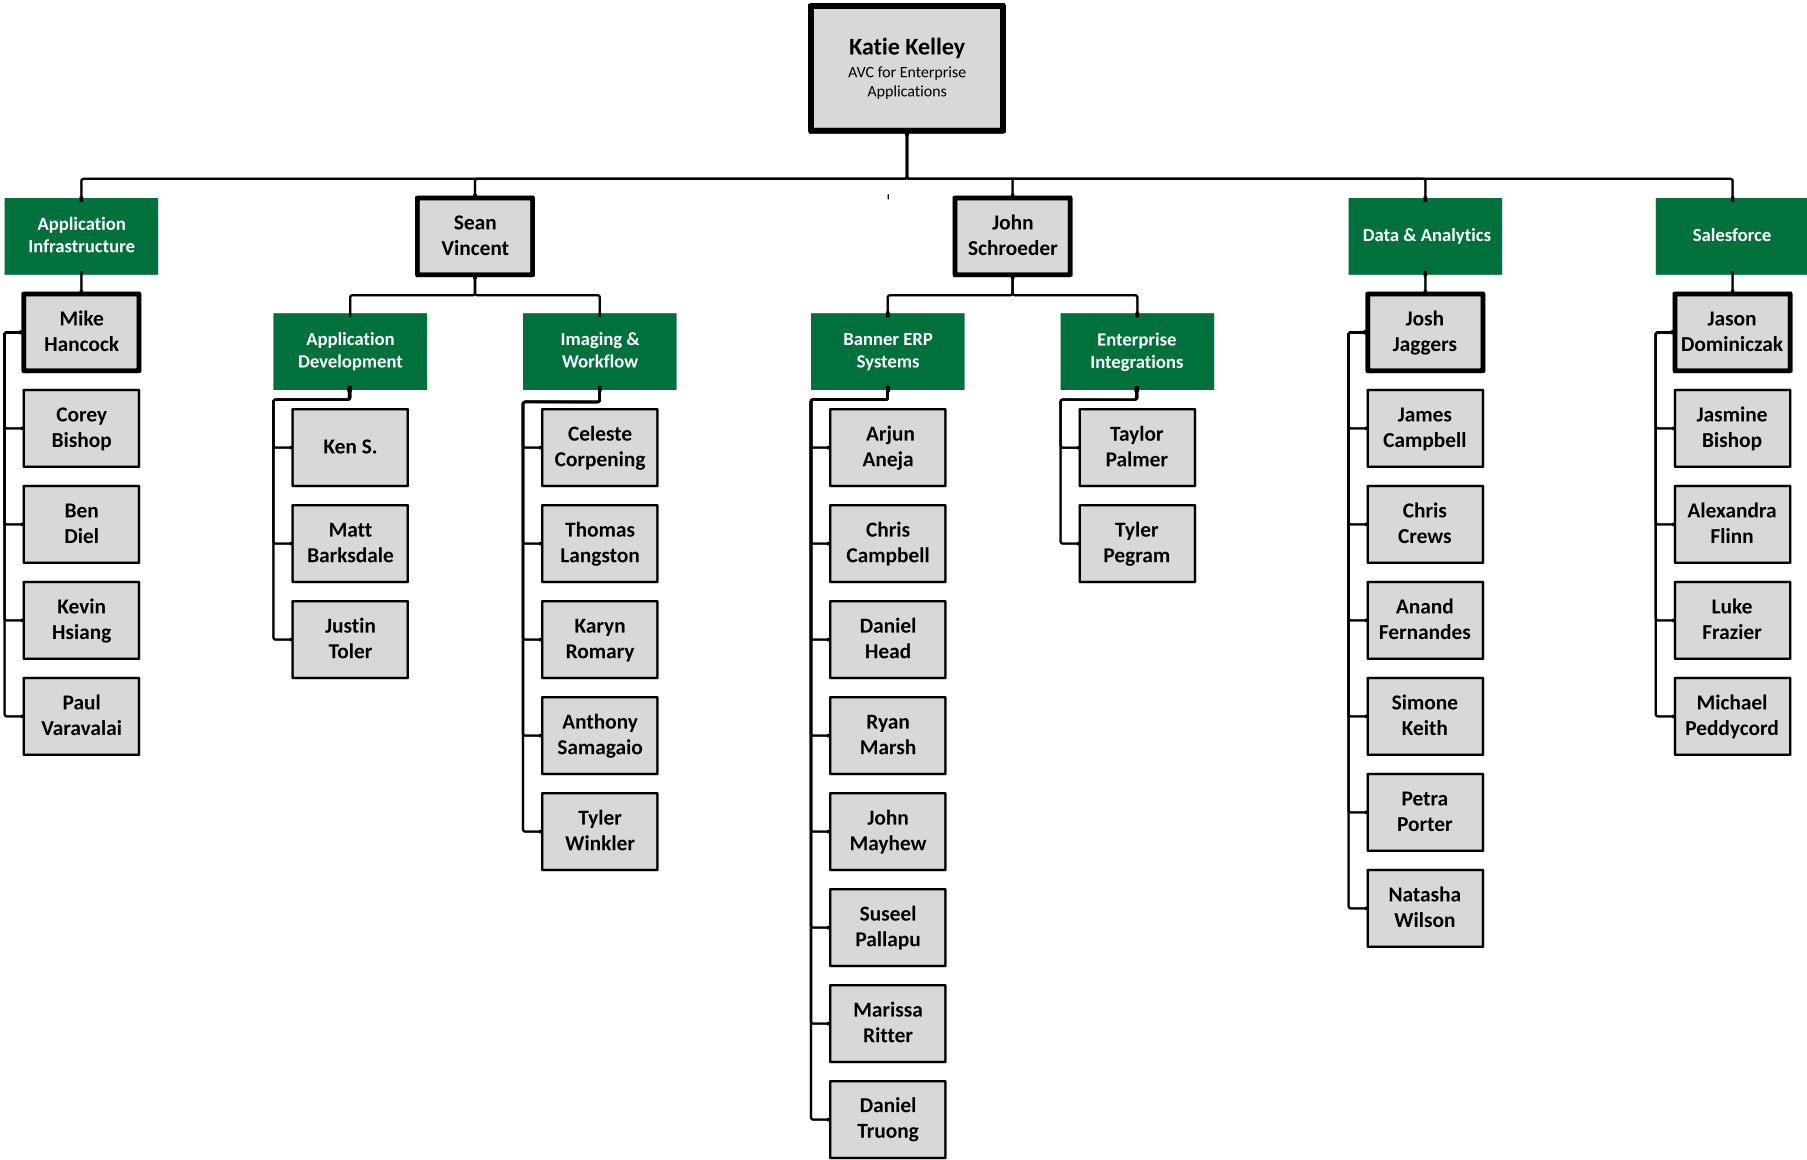 Katie Kelley
AVC for Enterprise
Applications
Application
Infrastructure
Mike
Hancock
Corey
Bishop
Ben
Diel
Kevin
Hsiang
Paul
Varavalai
Sean
Vincent
Application
Development
Ken S.
Matt
Barksdale
Justin
Toler
Imaging &
Workflow
Celeste
Corpening
Thomas
Langston
Karyn
Romary
Anthony
Samagaio
Tyler
Winkler
John
Schroeder
Banner ERP
Systems
Arjun
Aneja
Chris
Campbell
Daniel
Head
Ryan
Marsh
John
Mayhew
Suseel
Pallapu
Marissa
Ritter
Daniel
Truong
Enterprise
Integrations
Taylor
Palmer
Tyler
Pegram
Data & Analytics
Josh
Jaggers
James
Campbell
Chris
Crews
Anand
Fernandes
Simone
Keith
Petra
Porter
Natasha
Wilson
Salesforce
Jason
Dominiczak
Jasmine
Bishop
Alexandra
Flinn
Luke
Frazier
Michael
Peddycord